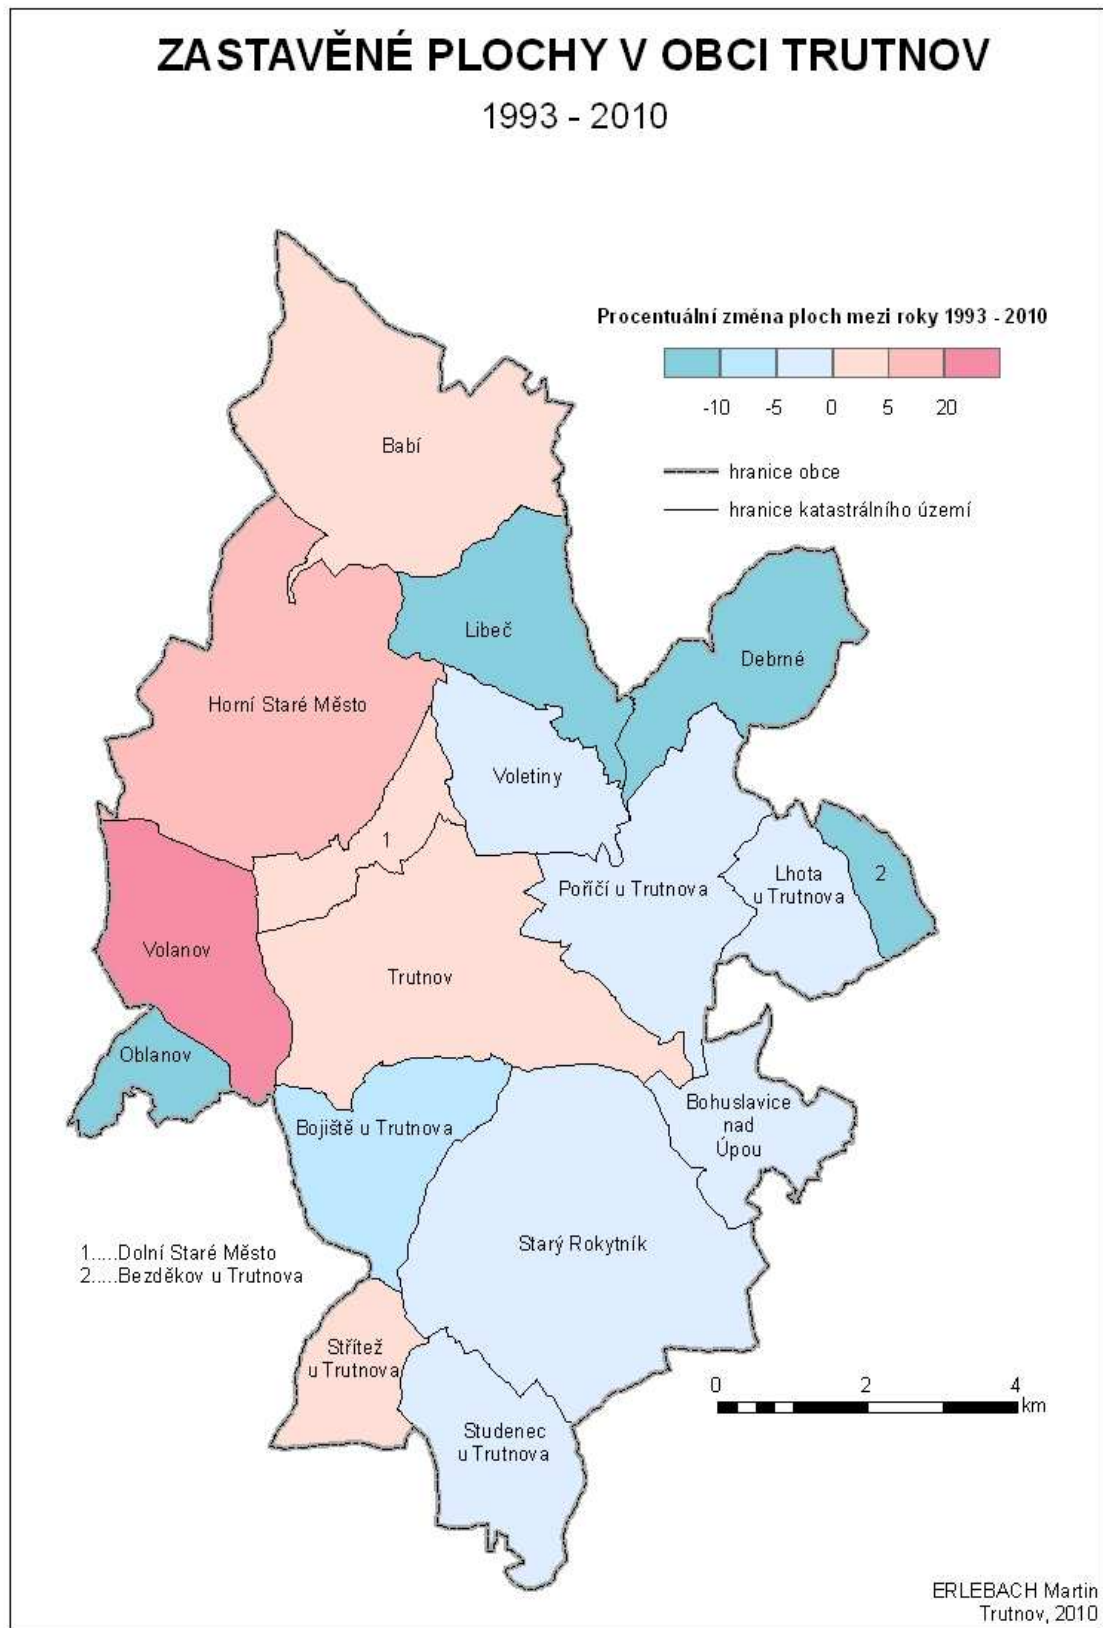 ZASTAVĚNÉ PLOCHY V OBCI TRUTNOV
1993 - 2010
Procentuální změna ploch mezi roky 1993 - 2010
-10 -5 0 5 20
hranice obce
hranice katastrálního území
Babí
Libeč
Debrné
Horní Staré Město
Voletiny
1
Poříčí u Trutnova
Lhota
u Trutnova
2
Volanov
Trutnov
Oblanov
Bojiště u Trutnova
Bohuslavice
nad
Úpou
Starý Rokytník
1.....Dolní Staré Město
2.....Bezděkov u Trutnova
Střítež
u Trutnova
0 2 4
km
Studenec
u Trutnova
ERLEBACH Martin
Trutnov, 2010